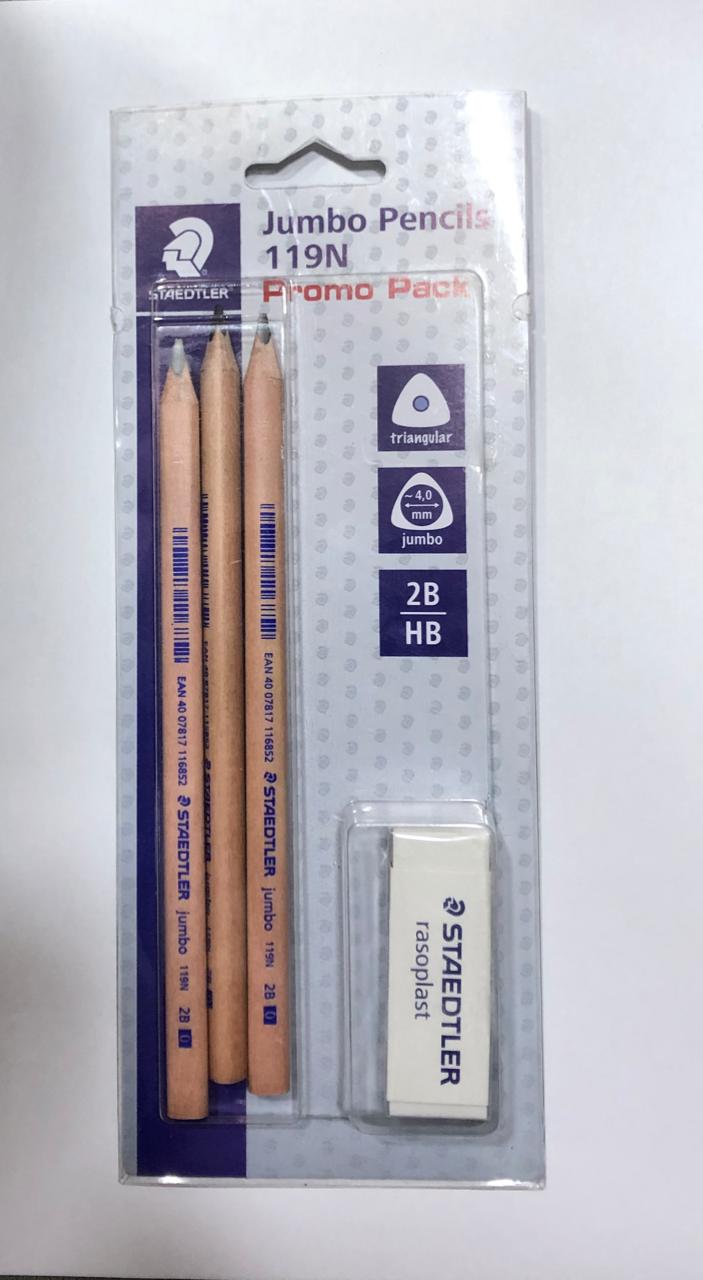 STAEDTLER
Jumbo Pencils
119N
Promo Pack
triangular
~ 4,0
mm
jumbo
2B
HB
EAN 40 07817 116852 STAEDTLER jumbo 119N 2B
EAN 40 07817 116852 STAEDTLER jumbo 119N 2B
STAEDTLER
rasoplast